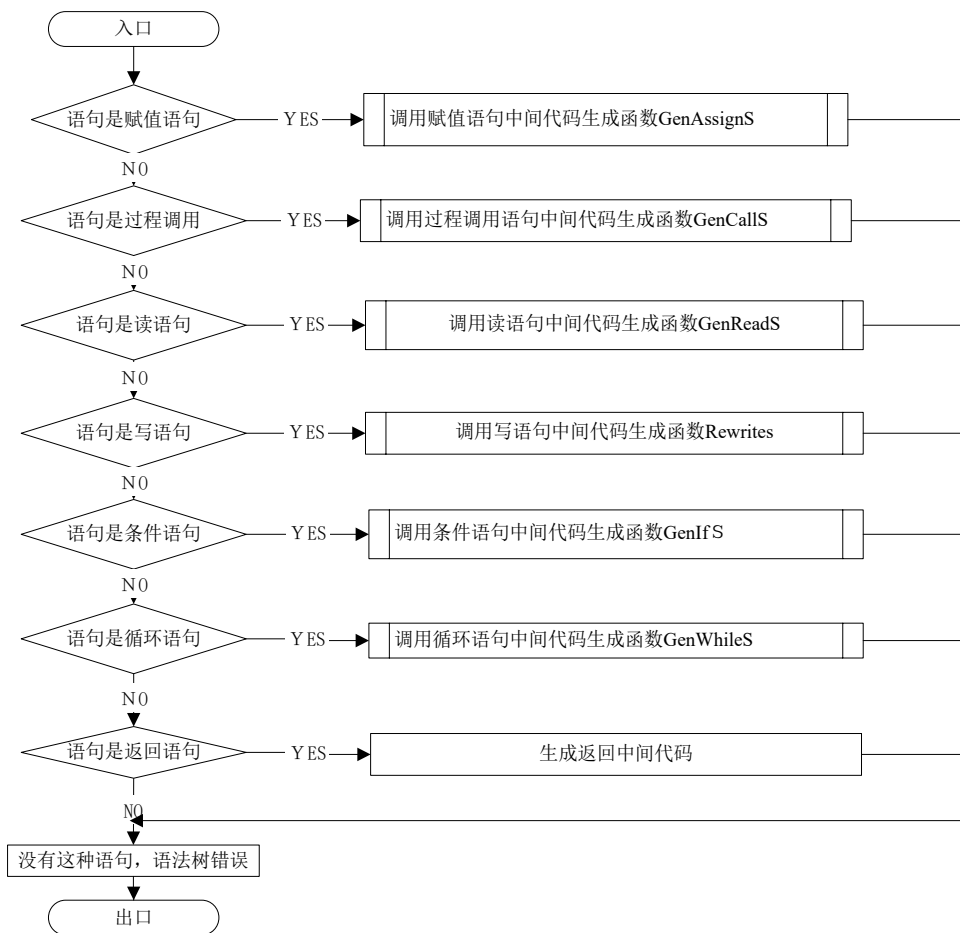 入口
语句是赋值语句
YES
调用赋值语句中间代码生成函数GenAssignS
NO
语句是过程调用
YES
调用过程调用语句中间代码生成函数GenCallS
NO
语句是读语句
YES
调用读语句中间代码生成函数GenReadS
NO
语句是写语句
YES
调用写语句中间代码生成函数Rewrites
NO
语句是条件语句
YES
调用条件语句中间代码生成函数GenIfS
NO
语句是循环语句
YES
调用循环语句中间代码生成函数GenWhileS
NO
语句是返回语句
YES
生成返回中间代码
NO
没有这种语句，语法树错误
出口